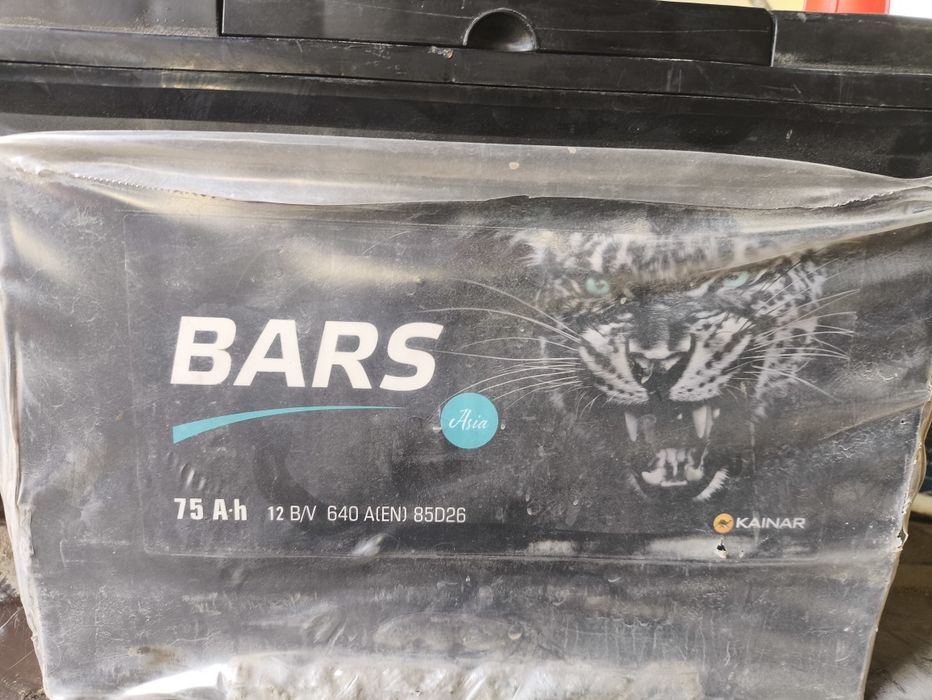 BARS
Asia
75 A·h 12 В/V 640 A(EN) 85D26
KAINAR